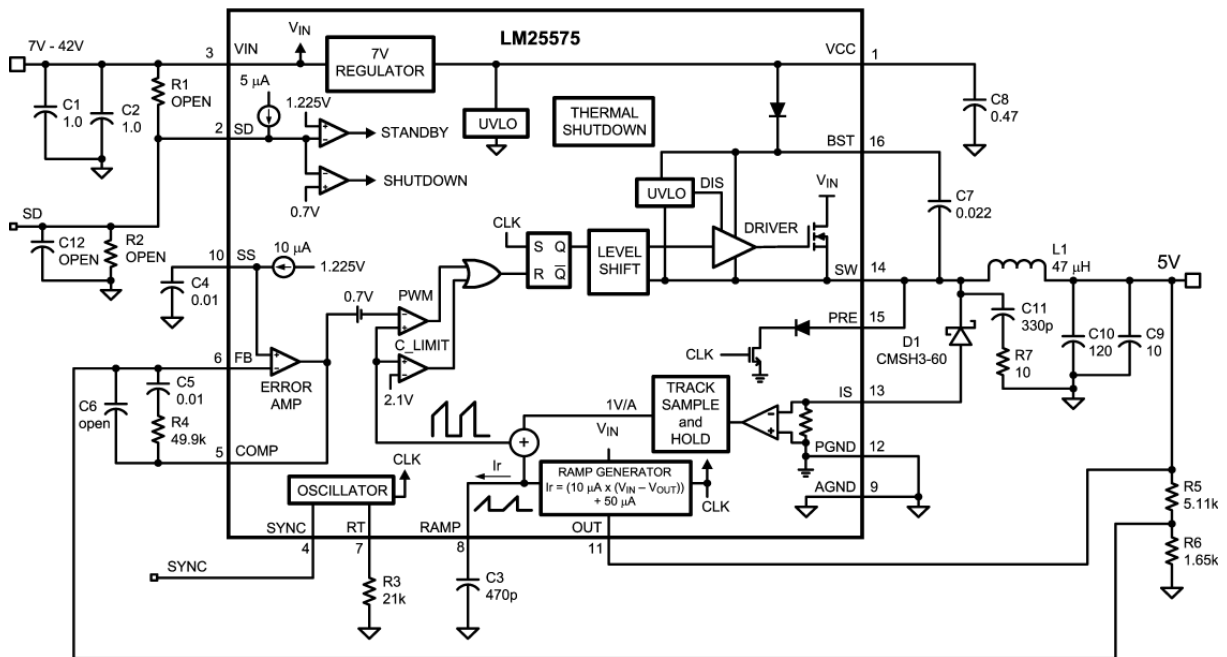 7V - 42V
3
VIN
VIN
LM25575
7V
REGULATOR
VCC
1
R1
OPEN
C1
1.0
C2
1.0
5 µA
1.225V
2
SD
STANDBY
SHUTDOWN
0.7V
UVLO
THERMAL
SHUTDOWN
C8
0.47
BST
16
UVLO
DIS
DRIVER
VIN
C7
0.022
SD
C12
OPEN
R2
OPEN
10
SS
10 µA
1.225V
C4
0.01
CLK
S Q
R Q̅
LEVEL
SHIFT
SW
14
L1
47 µH
5V
0.7V
PWM
C_LIMIT
2.1V
PRE
15
CLK
D1
CMSH3-60
C11
330p
R7
10
C10
120
C9
10
6
FB
ERROR
AMP
C5
0.01
C6
open
R4
49.9k
5
COMP
1V/A
TRACK
SAMPLE
and
HOLD
IS
13
PGND
12
AGND
9
VIN
Ir
RAMP GENERATOR
Ir = (10 µA x (VIN – VOUT))
+ 50 µA
CLK
CLK
OSCILLATOR
SYNC
4
RT
7
RAMP
8
OUT
11
R5
5.11k
R6
1.65k
SYNC
R3
21k
C3
470p